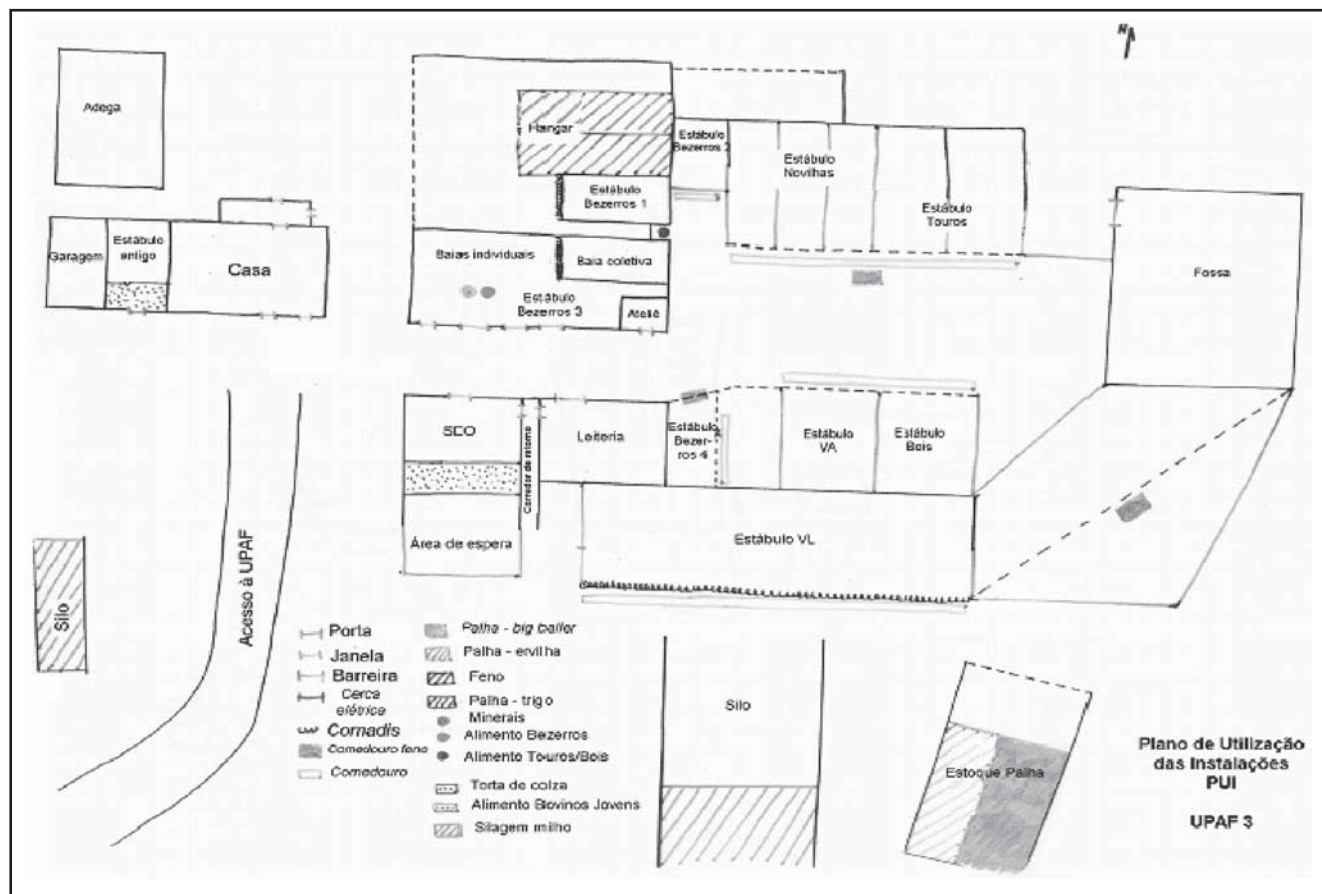 N
Adega
Hangar
Estábulo
Bezerros 2
Estábulo
Novilhas
Estábulo
Bezerros 1
Estábulo
Touros
Garagem
Estábulo
antigo
Casa
Baias individuais
Baia coletiva
Estábulo
Bezerros 3
Ateliê
Fossa
Acesso à UPAF
Silo
Corredor de retorno
Leiteria
Estábulo
Bezer-
ros 4
Estábulo
VA
Estábulo
Bois
Área de espera
Estábulo VL
Porta
Janela
Barreira
Cerca
elétrica
Cornadis
Comedouro feno
Comedouro
Palha - big baller
Palha - ervilha
Feno
Palha - trigo
Minerais
Alimento Bezerros
Alimento Touros/Bois
Torta de colza
Alimento Biovinos Jovens
Silagem milho
Silo
Estoque Palha
Plano de Utilização
das Instalações
PUI
UPAF 3